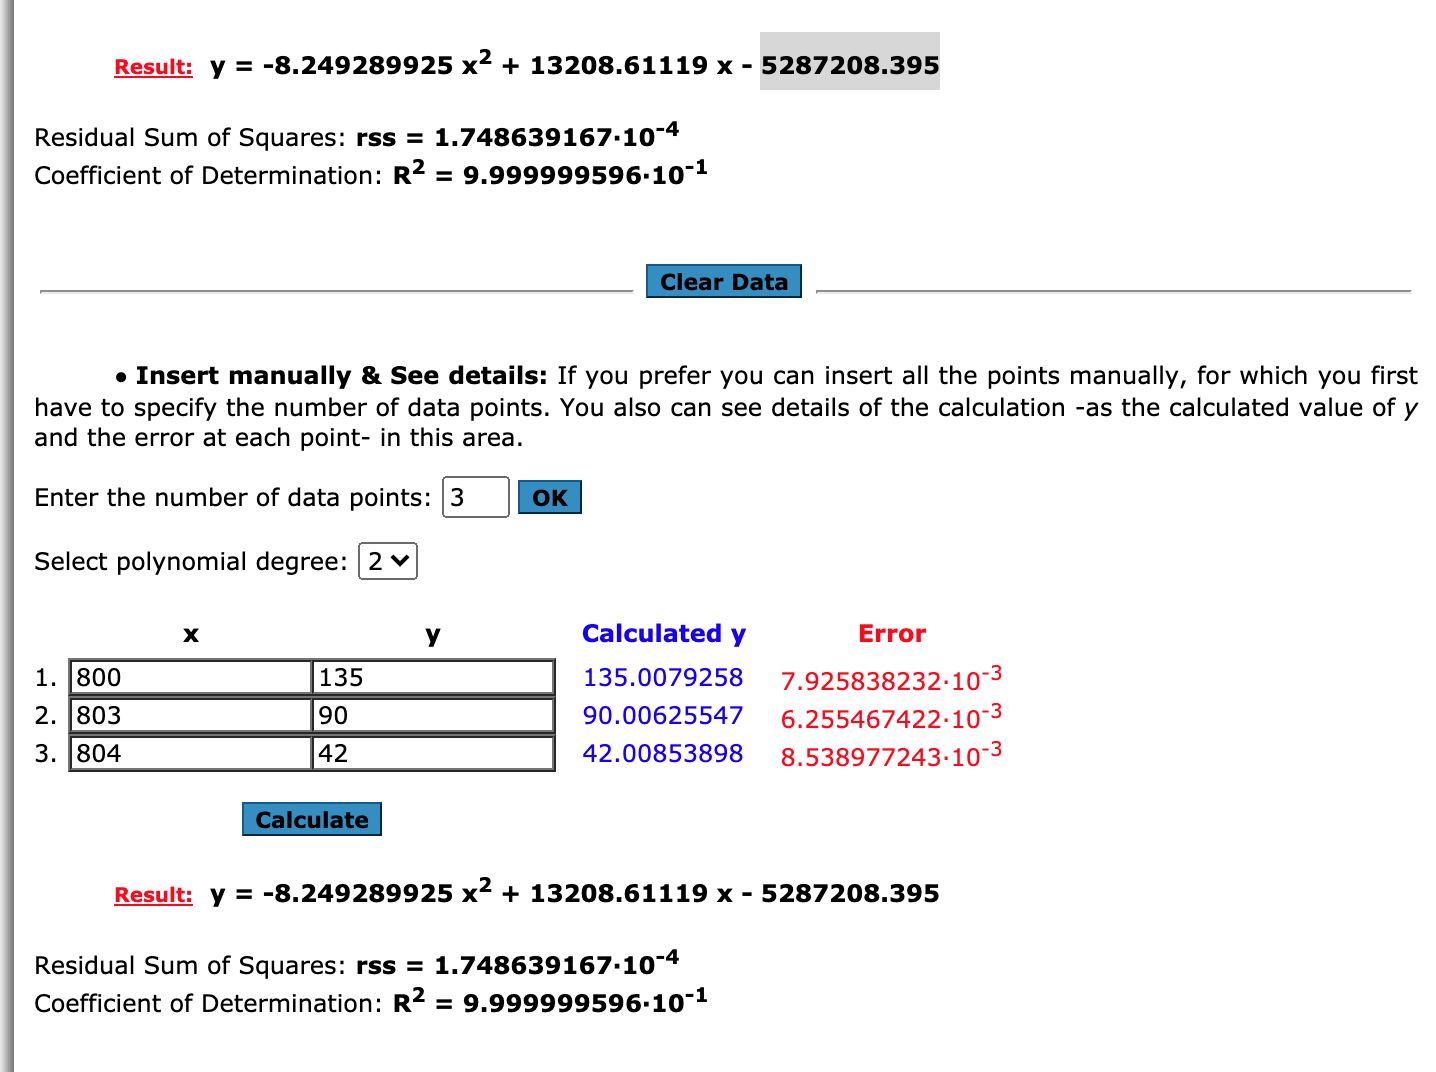 Result: y = -8.249289925 x² + 13208.61119 x - 5287208.395
Residual Sum of Squares: rss = 1.748639167·10⁻⁴
Coefficient of Determination: R² = 9.999999596·10⁻¹
Clear Data
• Insert manually & See details: If you prefer you can insert all the points manually, for which you first
have to specify the number of data points. You also can see details of the calculation -as the calculated value of y
and the error at each point- in this area.
Enter the number of data points: 3 OK
Select polynomial degree: 2
x y Calculated y Error
1. 800 135 135.0079258 7.925838232·10⁻³
2. 803 90 90.00625547 6.255467422·10⁻³
3. 804 42 42.00853898 8.538977243·10⁻³
Calculate
Result: y = -8.249289925 x² + 13208.61119 x - 5287208.395
Residual Sum of Squares: rss = 1.748639167·10⁻⁴
Coefficient of Determination: R² = 9.999999596·10⁻¹